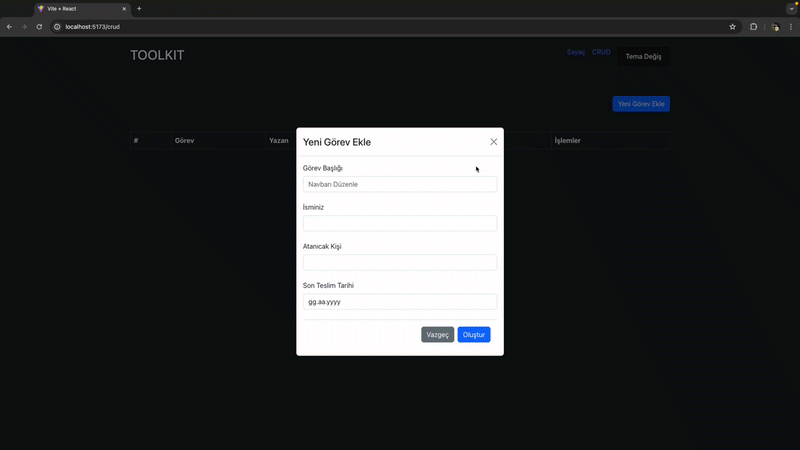 Vite + React
localhost:5173/crud
TOOLKIT
Sayaç CRUD Tema Değiş
Yeni Görev Ekle
# Görev Yazan İşlemler
Yeni Görev Ekle
Görev Başlığı
Navbarı Düzenle
İsminiz
Atanıcak Kişi
Son Teslim Tarihi
gg.aa.yyyy
Vazgeç Oluştur